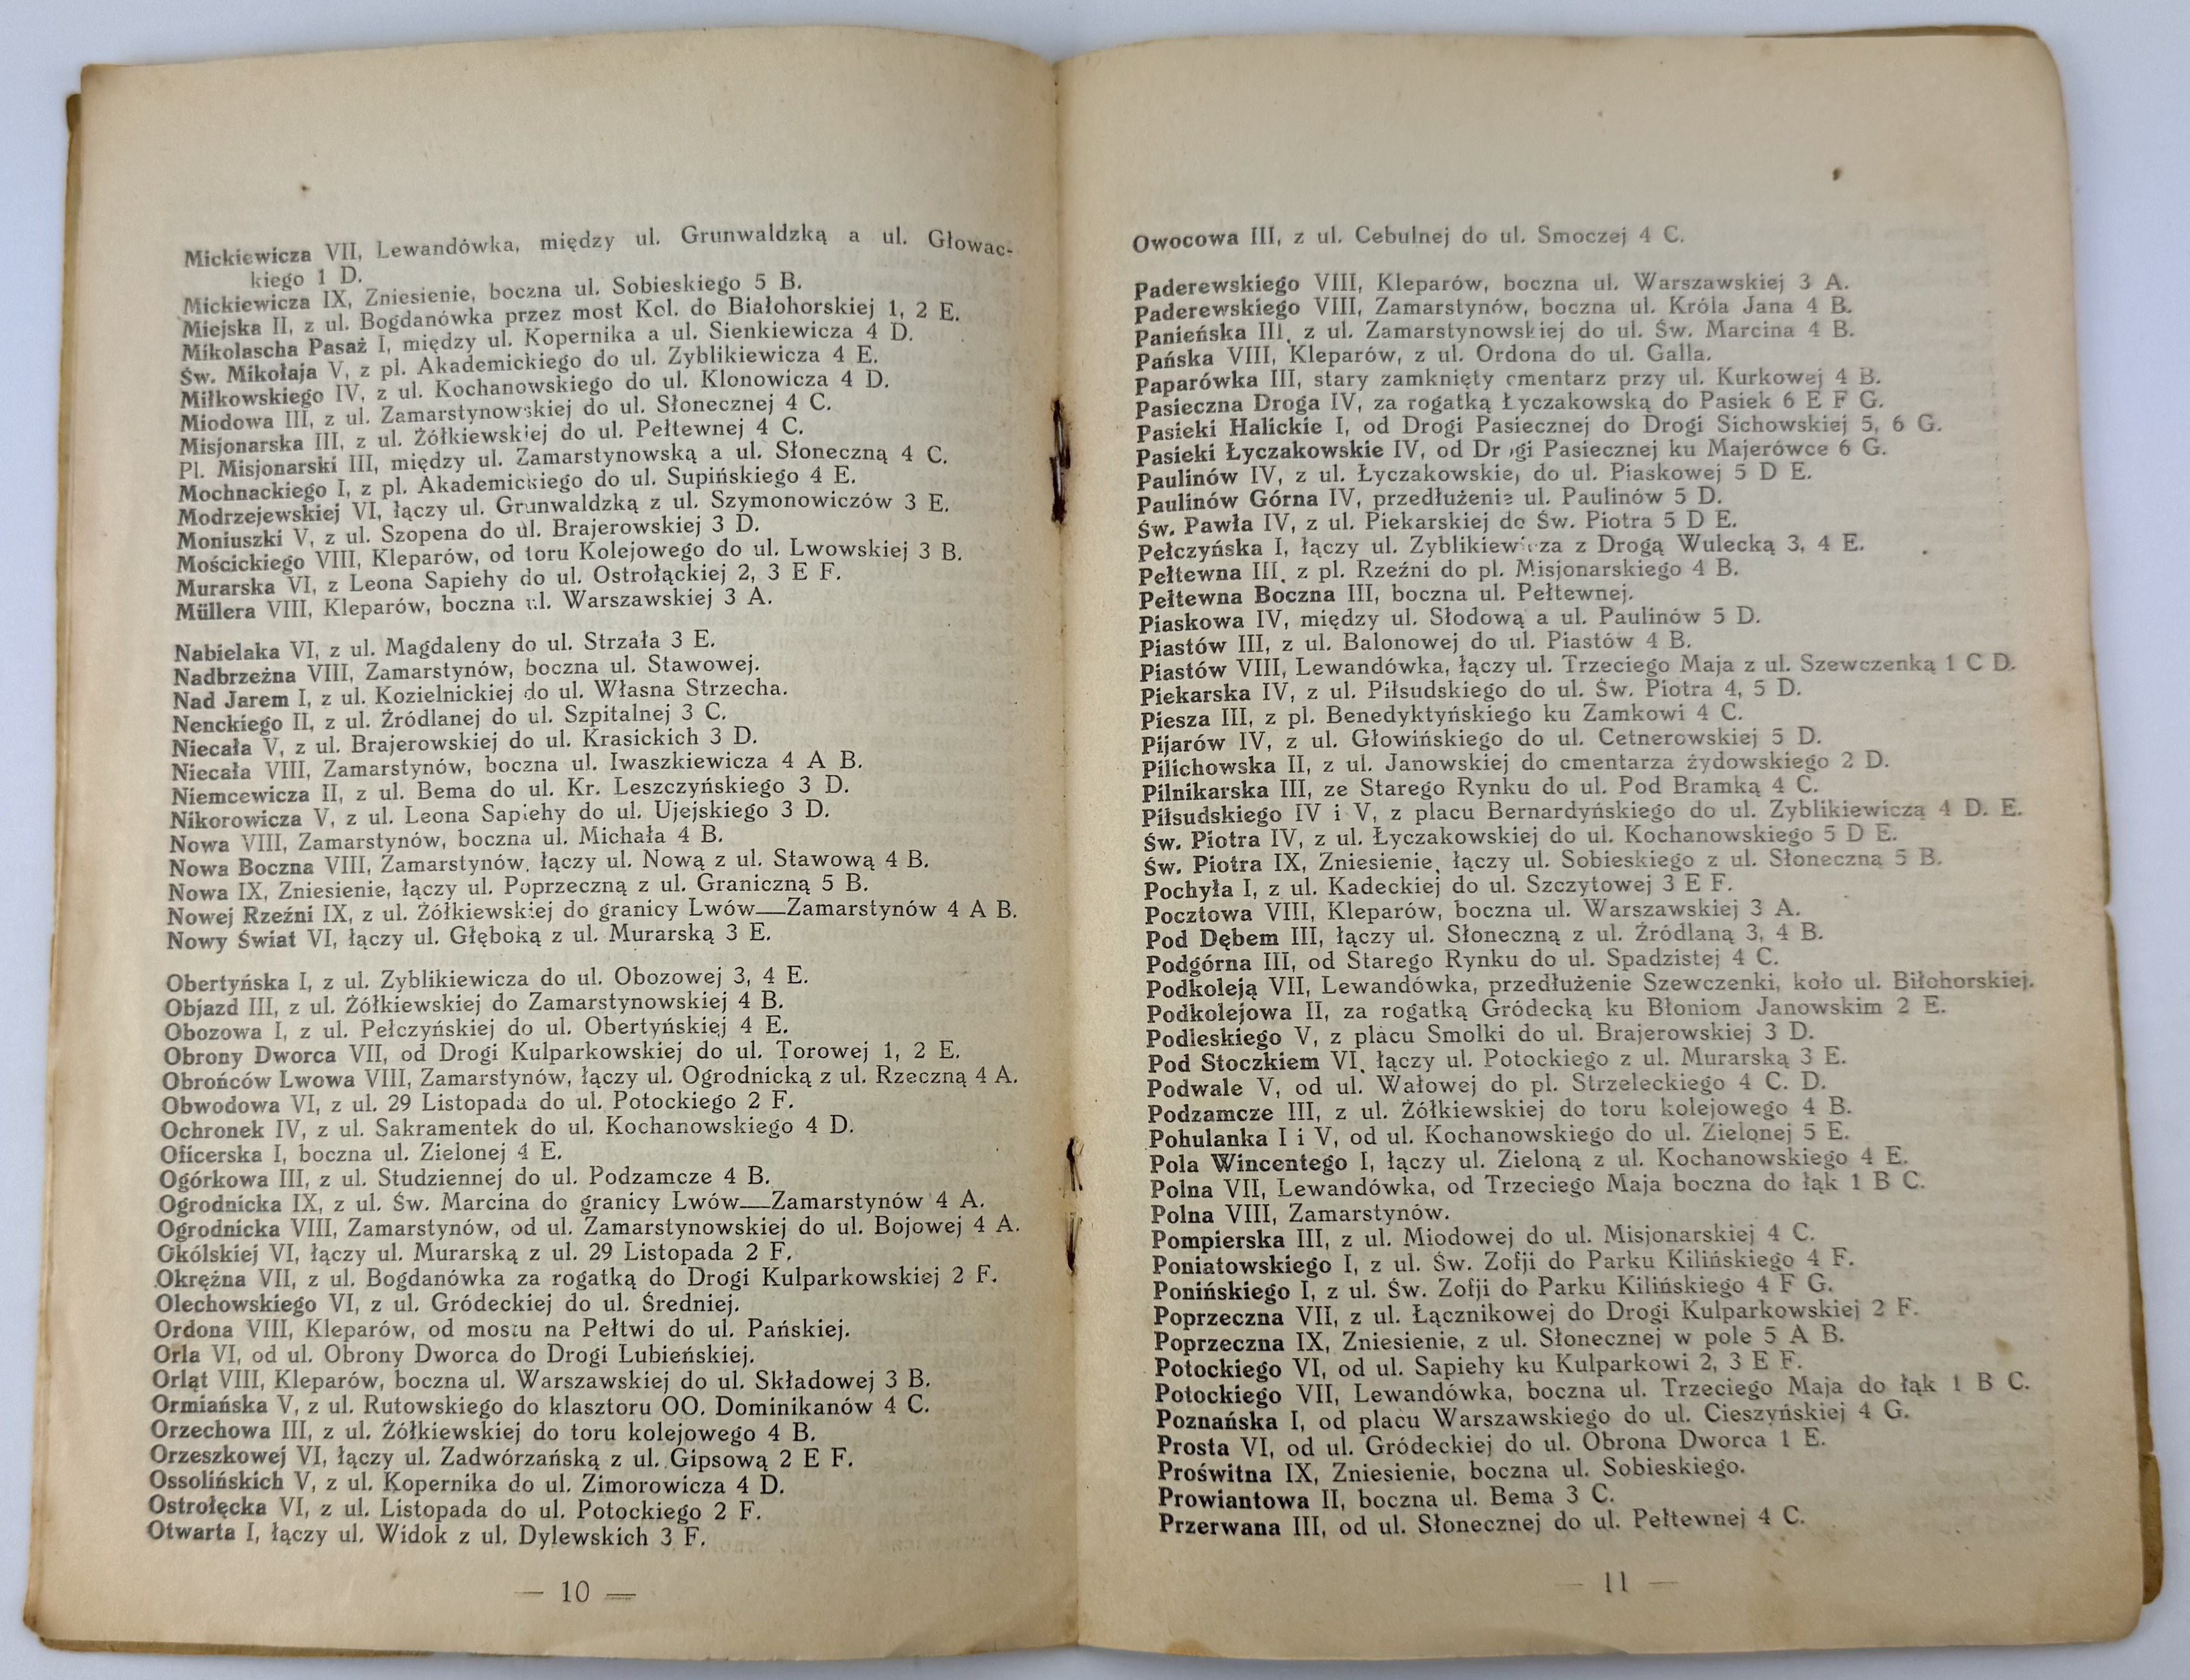 Mickiewicza VII, Lewandówka, między ul. Grunwaldzką a ul. Głowac-
kiego 1 D.
Mickiewicza IX, Zniesienie, boczna ul. Sobieskiego 5 B.
Miejska II, z ul. Bogdanówka przez most Kol. do Białohorskiej 1, 2 E.
Mikolascha Pasaż I, między ul. Kopernika a ul. Sienkiewicza 4 D.
Św. Mikołaja V, z pl. Akademickiego do ul. Zyblikiewicza 4 E.
Miłkowskiego IV, z ul. Kochanowskiego do ul. Klonowicza 4 D.
Miodowa III, z ul. Zamarstynowskiej do ul. Słonecznej 4 C.
Misjonarska III, z ul. Żółkiewskiej do ul. Pełtewnej 4 C.
Pl. Misjonarski III, między ul. Zamarstynowską a ul. Słoneczną 4 C.
Mochnackiego I, z pl. Akademickiego do ul. Supińskiego 4 E.
Modrzejewskiej VI, łączy ul. Grunwaldzką z ul. Szymonowiczów 3 E.
Moniuszki V, z ul. Szopena do ul. Brajerowskiej 3 D.
Mościckiego VIII, Kleparów, od toru Kolejowego do ul. Lwowskiej 3 B.
Murarska VI, z Leona Sapiehy do ul. Ostrołąckiej 2, 3 E F.
Müllera VIII, Kleparów, boczna ul. Warszawskiej 3 A.
Nabielaka VI, z ul. Magdaleny do ul. Strzała 3 E.
Nadbrzeżna VIII, Zamarstynów, boczna ul. Stawowej.
Nad Jarem I, z ul. Kozielnickiej do ul. Własna Strzecha.
Nenckiego II, z ul. Źródlanej do ul. Szpitalnej 3 C.
Niecała V, z ul. Brajerowskiej do ul. Krasickich 3 D.
Niecała VIII, Zamarstynów, boczna ul. Iwaszkiewicza 4 A B.
Niemcewicza II, z ul. Bema do ul. Kr. Leszczyńskiego 3 D.
Nikorowicza V, z ul. Leona Sapiehy do ul. Ujejskiego 3 D.
Nowa VIII, Zamarstynów, boczna ul. Michała 4 B.
Nowa Boczna VIII, Zamarstynów, łączy ul. Nową z ul. Stawową 4 B.
Nowa IX, Zniesienie, łączy ul. Poprzeczną z ul. Graniczną 5 B.
Nowej Rzeźni IX, z ul. Żółkiewskiej do granicy Lwów—Zamarstynów 4 A B.
Nowy Świat VI, łączy ul. Głęboką z ul. Murarską 3 E.
Obertyńska I, z ul. Zyblikiewicza do ul. Obozowej 3, 4 E.
Objazd III, z ul. Żółkiewskiej do Zamarstynowskiej 4 B.
Obozowa I, z ul. Pełczyńskiej do ul. Obertyńskiej 4 E.
Obrony Dworca VII, od Drogi Kulparkowskiej do ul. Torowej 1, 2 E.
Obrońców Lwowa VIII, Zamarstynów, łączy ul. Ogrodnicką z ul. Rzeczną 4 A.
Obwodowa VI, z ul. 29 Listopada do ul. Potockiego 2 F.
Ochronek IV, z ul. Sakramentek do ul. Kochanowskiego 4 D.
Oficerska I, boczna ul. Zielonej 4 E.
Ogórkowa III, z ul. Studziennej do ul. Podzamcze 4 B.
Ogrodnicka IX, z ul. Św. Marcina do granicy Lwów—Zamarstynów 4 A.
Ogrodnicka VIII, Zamarstynów, od ul. Zamarstynowskiej do ul. Bojowej 4 A.
Okólskiej VI, łączy ul. Murarską z ul. 29 Listopada 2 F.
Okrężna VII, z ul. Bogdanówka za rogatką do Drogi Kulparkowskiej 2 F.
Olechowskiego VI, z ul. Gródeckiej do ul. Średniej.
Ordona VIII, Kleparów, od mostu na Pełtwi do ul. Pańskiej.
Orla VI, od ul. Obrony Dworca do Drogi Lubieńskiej.
Orląt VIII, Kleparów, boczna ul. Warszawskiej do ul. Składowej 3 B.
Ormiańska V, z ul. Rutowskiego do klasztoru OO. Dominikanów 4 C.
Orzechowa III, z ul. Żółkiewskiej do toru kolejowego 4 B.
Orzeszkowej VI, łączy ul. Zadwórzańską z ul. Gipsową 2 E F.
Ossolińskich V, z ul. Kopernika do ul. Zimorowicza 4 D.
Ostrołęcka VI, z ul. Listopada do ul. Potockiego 2 F.
Otwarta I, łączy ul. Widok z ul. Dylewskich 3 F.
— 10 —
Owocowa III, z ul. Cebulnej do ul. Smoczej 4 C.
Paderewskiego VIII, Kleparów, boczna ul. Warszawskiej 3 A.
Paderewskiego VIII, Zamarstynów, boczna ul. Króla Jana 4 B.
Panieńska III, z ul. Zamarstynowskiej do ul. Św. Marcina 4 B.
Pańska VIII, Kleparów, z ul. Ordona do ul. Galla.
Paparówka III, stary zamknięty cmentarz przy ul. Kurkowej 4 B.
Pasieczna Droga IV, za rogatką Łyczakowską do Pasiek 6 E F G.
Pasieki Halickie I, od Drogi Pasiecznej do Drogi Sichowskiej 5, 6 G.
Pasieki Łyczakowskie IV, od Drogi Pasiecznej ku Majerówce 6 G.
Paulinów IV, z ul. Łyczakowskiej do ul. Piaskowej 5 D E.
Paulinów Górna IV, przedłużenie ul. Paulinów 5 D.
Św. Pawła IV, z ul. Piekarskiej do Św. Piotra 5 D E.
Pełczyńska I, łączy ul. Zyblikiewicza z Drogą Wulecką 3, 4 E.
Pełtewna III, z pl. Rzeźni do pl. Misjonarskiego 4 B.
Pełtewna Boczna III, boczna ul. Pełtewnej.
Piaskowa IV, między ul. Słodową a ul. Paulinów 5 D.
Piastów III, z ul. Balonowej do ul. Piastów 4 B.
Piastów VIII, Lewandówka, łączy ul. Trzeciego Maja z ul. Szewczenką 1 C D.
Piekarska IV, z ul. Piłsudskiego do ul. Św. Piotra 4, 5 D.
Piesza III, z pl. Benedyktyńskiego ku Zamkowi 4 C.
Pijarów IV, z ul. Głowińskiego do ul. Cetnerowskiej 5 D.
Pilichowska II, z ul. Janowskiej do cmentarza żydowskiego 2 D.
Pilnikarska III, ze Starego Rynku do ul. Pod Bramką 4 C.
Piłsudskiego IV i V, z placu Bernardyńskiego do ul. Zyblikiewiczą 4 D. E.
Św. Piotra IV, z ul. Łyczakowskiej do ul. Kochanowskiego 5 D E.
Św. Piotra IX, Zniesienie, łączy ul. Sobieskiego z ul. Słoneczną 5 B.
Pochyła I, z ul. Kadeckiej do ul. Szczytowej 3 E F.
Pocztowa VIII, Kleparów, boczna ul. Warszawskiej 3 A.
Pod Dębem III, łączy ul. Słoneczną z ul. Źródlaną 3, 4 B.
Podgórna III, od Starego Rynku do ul. Spadzistej 4 C.
Podkoleją VII, Lewandówka, przedłużenie Szewczenki, koło ul. Biłohorskiej.
Podkolejowa II, za rogatką Gródecką ku Błoniom Janowskim 2 E.
Podleskiego V, z placu Smolki do ul. Brajerowskiej 3 D.
Pod Stoczkiem VI, łączy ul. Potockiego z ul. Murarską 3 E.
Podwale V, od ul. Wałowej do pl. Strzeleckiego 4 C. D.
Podzamcze III, z ul. Żółkiewskiej do toru kolejowego 4 B.
Pohulanka I i V, od ul. Kochanowskiego do ul. Zielonej 5 E.
Pola Wincentego I, łączy ul. Zieloną z ul. Kochanowskiego 4 E.
Polna VII, Lewandówka, od Trzeciego Maja boczna do łąk 1 B C.
Polna VIII, Zamarstynów.
Pompierska III, z ul. Miodowej do ul. Misjonarskiej 4 C.
Poniatowskiego I, z ul. Św. Zofji do Parku Kilińskiego 4 F.
Ponińskiego I, z ul. Św. Zofji do Parku Kilińskiego 4 F G.
Poprzeczna VII, z ul. Łącznikowej do Drogi Kulparkowskiej 2 F.
Poprzeczna IX, Zniesienie, z ul. Słonecznej w pole 5 A B.
Potockiego VI, od ul. Sapiehy ku Kulparkowi 2, 3 E F.
Potockiego VII, Lewandówka, boczna ul. Trzeciego Maja do łąk 1 B C.
Poznańska I, od placu Warszawskiego do ul. Cieszyńskiej 4 G.
Prosta VI, od ul. Gródeckiej do ul. Obrona Dworca 1 E.
Proświtna IX, Zniesienie, boczna ul. Sobieskiego.
Prowiantowa II, boczna ul. Bema 3 C.
Przerwana III, od ul. Słonecznej do ul. Pełtewnej 4 C.
— 11 —